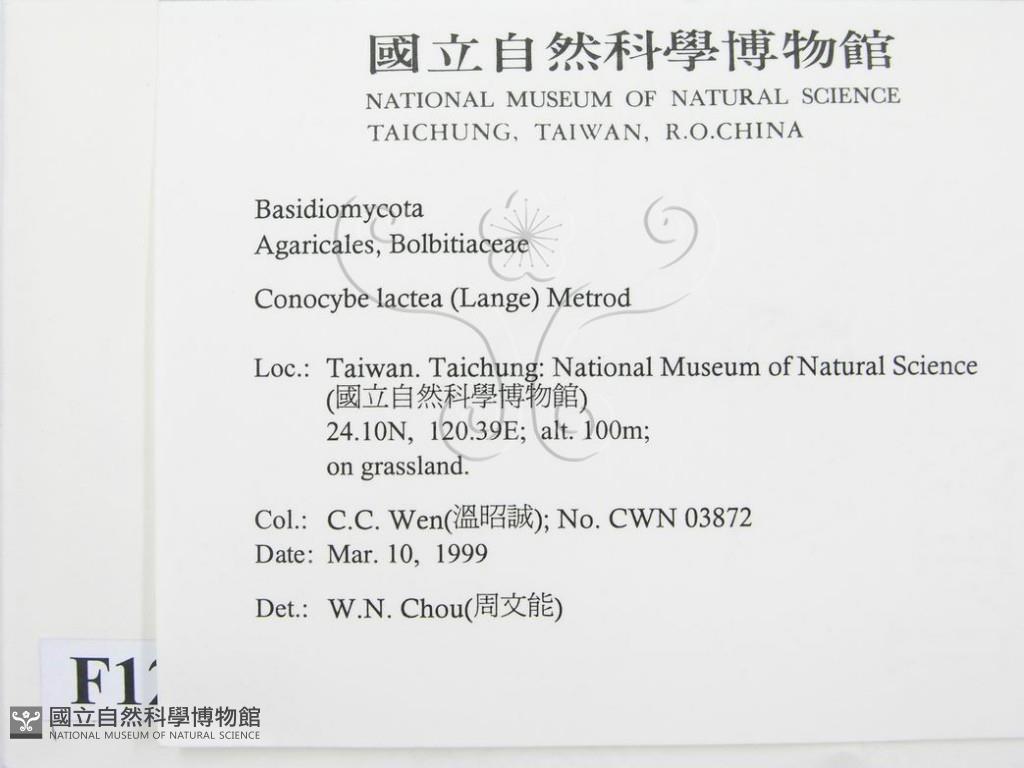 國立自然科學博物館
NATIONAL MUSEUM OF NATURAL SCIENCE
TAICHUNG, TAIWAN, R.O.CHINA
Basidiomycota
Agaricales, Bolbitiaceae
Conocybe lactea (Lange) Metrod
Loc.: Taiwan. Taichung: National Museum of Natural Science
(國立自然科學博物館)
24.10N, 120.39E; alt. 100m;
on grassland.
Col.: C.C. Wen(溫昭誠); No. CWN 03872
Date: Mar. 10, 1999
Det.: W.N. Chou(周文能)
F12
國立自然科學博物館
NATIONAL MUSEUM OF NATURAL SCIENCE